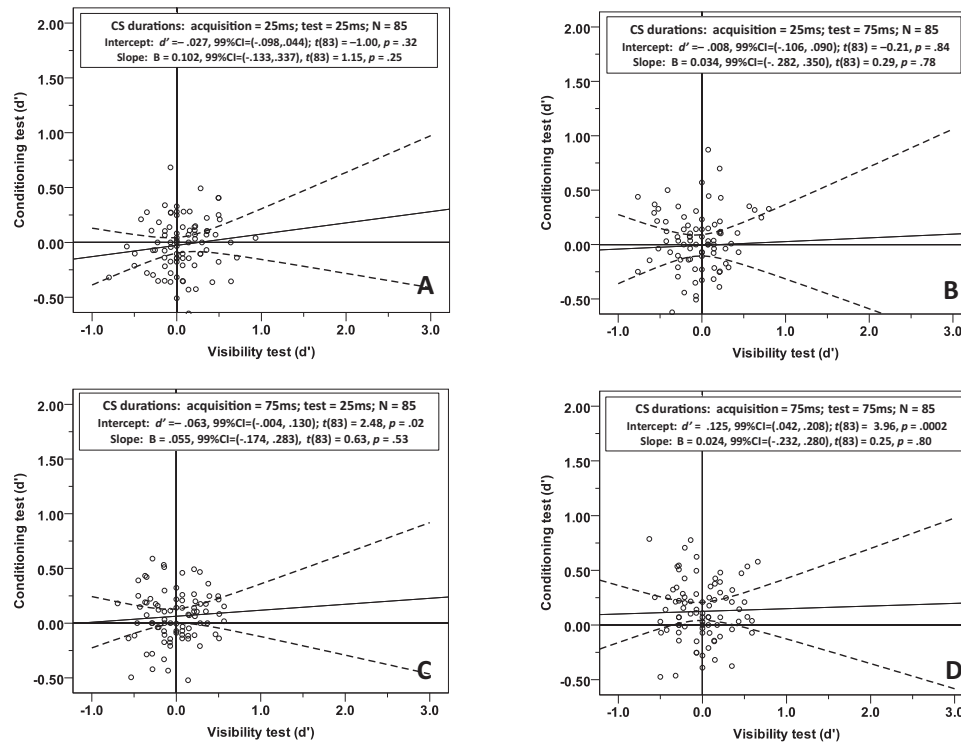 2.00
CS durations: acquisition = 25ms; test = 25ms; N = 85
Intercept: d' =– .027, 99%CI=(-.098,.044); t(83) = –1.00, p = .32
Slope: B = 0.102, 99%CI=(-.133,.337), t(83) = 1.15, p = .25
1.50
1.00
0.50
0.00
-0.50
Conditioning test (d')
A
-1.0 0.0 1.0 2.0 3.0
Visibility test (d')
2.00
CS durations: acquisition = 25ms; test = 75ms; N = 85
Intercept: d' =– .008, 99%CI=(-.106, .090); t(83) = –0.21, p = .84
Slope: B = 0.034, 99%CI=(-. 282, .350), t(83) = 0.29, p = .78
1.50
1.00
0.50
0.00
-0.50
Conditioning test (d')
B
-1.0 0.0 1.0 2.0 3.0
Visibility test (d')
2.00
CS durations: acquisition = 75ms; test = 25ms; N = 85
Intercept: d' =– .063, 99%CI=(-.004, .130); t(83) = 2.48, p = .02
Slope: B = .055, 99%CI=(-.174, .283), t(83) = 0.63, p = .53
1.50
1.00
0.50
0.00
-0.50
Conditioning test (d')
C
-1.0 0.0 1.0 2.0 3.0
Visibility test (d')
2.00
CS durations: acquisition = 75ms; test = 75ms; N = 85
Intercept: d' = .125, 99%CI=(.042, .208); t(83) = 3.96, p = .0002
Slope: B = 0.024, 99%CI=(-.232, .280); t(83) = 0.25, p = .80
1.50
1.00
0.50
0.00
-0.50
Conditioning test (d')
D
-1.0 0.0 1.0 2.0 3.0
Visibility test (d')